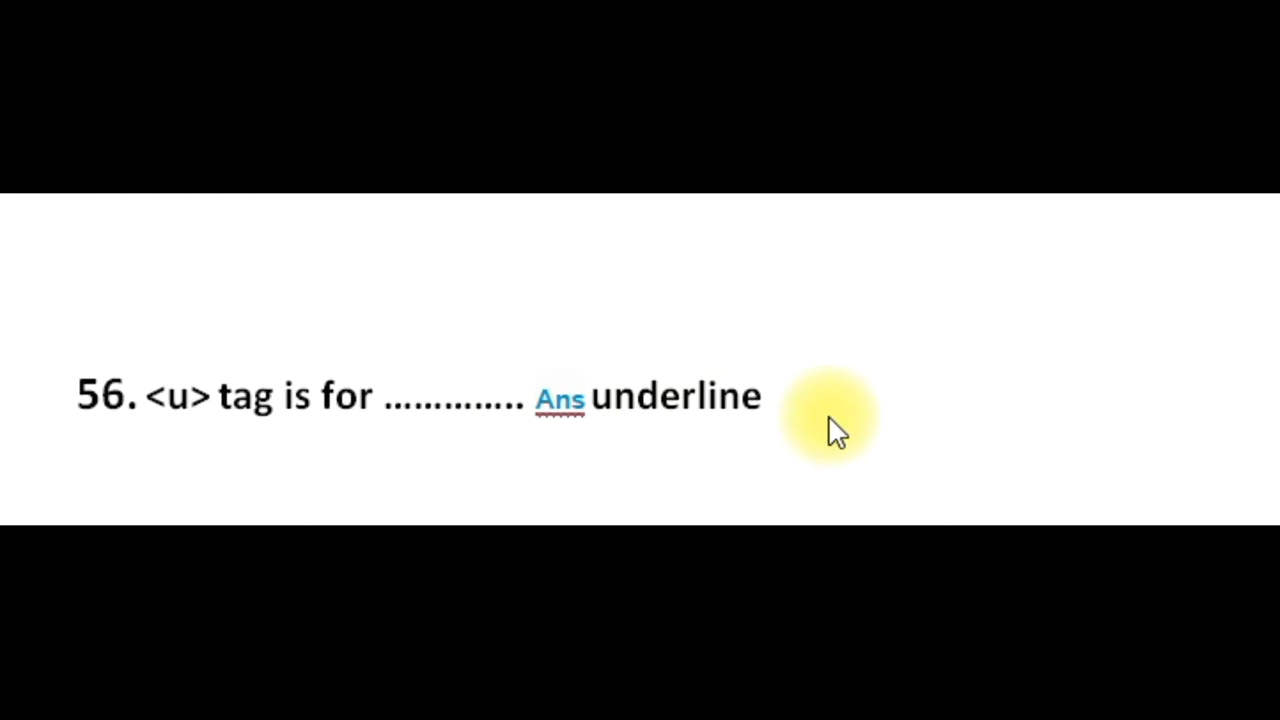 56. <u> tag is for ………….. Ans underline